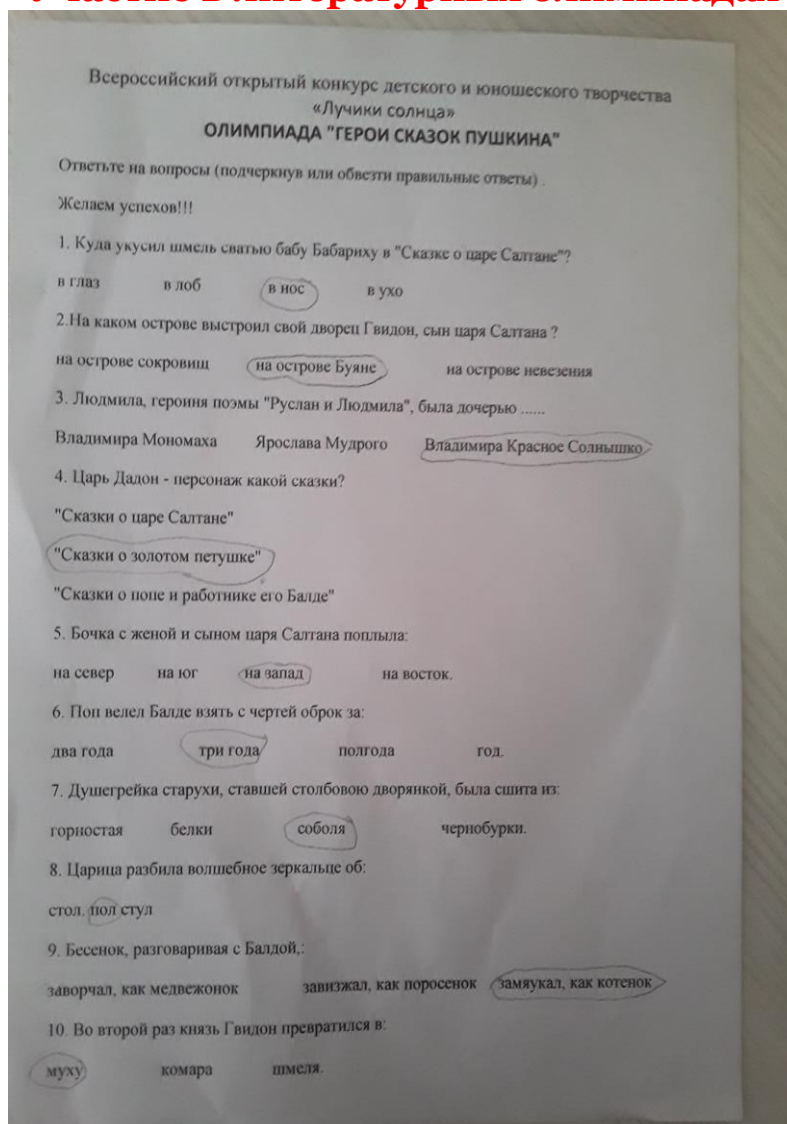 Участие в литературных олимпиадах
Всероссийский открытый конкурс детского и юношеского творчества
«Лучики солнца»
ОЛИМПИАДА "ГЕРОИ СКАЗОК ПУШКИНА"
Ответьте на вопросы (подчеркнув или обвезти правильные ответы) .
Желаем успехов!!!
1. Куда укусил шмель сватью бабу Бабариху в "Сказке о царе Салтане"?
в глаз в лоб в нос в ухо
2.На каком острове выстроил свой дворец Гвидон, сын царя Салтана ?
на острове сокровищ на острове Буяне на острове невезения
3. Людмила, героиня поэмы "Руслан и Людмила", была дочерью ......
Владимира Мономаха Ярослава Мудрого Владимира Красное Солнышко
4. Царь Дадон - персонаж какой сказки?
"Сказки о царе Салтане"
"Сказки о золотом петушке"
"Сказки о попе и работнике его Балде"
5. Бочка с женой и сыном царя Салтана поплыла:
на север на юг на запад на восток.
6. Поп велел Балде взять с чертей оброк за:
два года три года полгода год.
7. Душегрейка старухи, ставшей столбовою дворянкой, была сшита из:
горностая белки соболя чернобурки.
8. Царица разбила волшебное зеркальце об:
стол. пол стул
9. Бесенок, разговаривая с Балдой,:
заворчал, как медвежонок завизжал, как поросенок замяукал, как котенок
10. Во второй раз князь Гвидон превратился в:
муху комара шмеля.